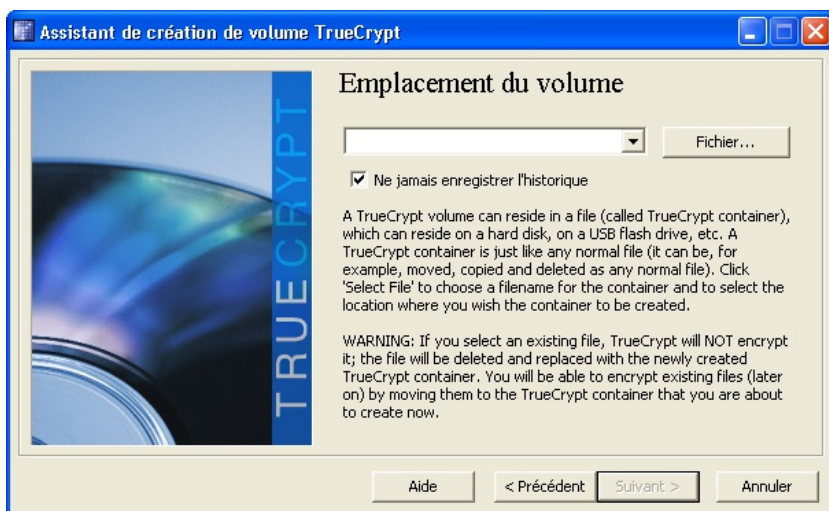 Assistant de création de volume TrueCrypt
TRUECRYPT
Emplacement du volume
Fichier...
Ne jamais enregistrer l'historique
A TrueCrypt volume can reside in a file (called TrueCrypt container),
which can reside on a hard disk, on a USB flash drive, etc. A
TrueCrypt container is just like any normal file (it can be, for
example, moved, copied and deleted as any normal file). Click
'Select File' to choose a filename for the container and to select the
location where you wish the container to be created.
WARNING: If you select an existing file, TrueCrypt will NOT encrypt
it; the file will be deleted and replaced with the newly created
TrueCrypt container. You will be able to encrypt existing files (later
on) by moving them to the TrueCrypt container that you are about
to create now.
Aide
< Précédent
Suivant >
Annuler